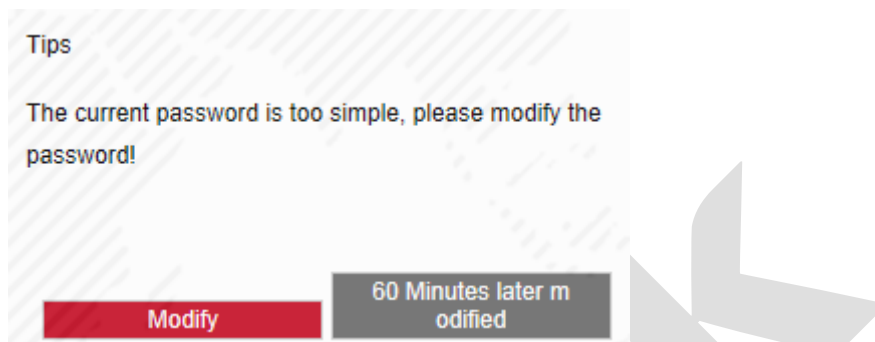 Tips
The current password is too simple, please modify the
password!
Modify
60 Minutes later m
odified